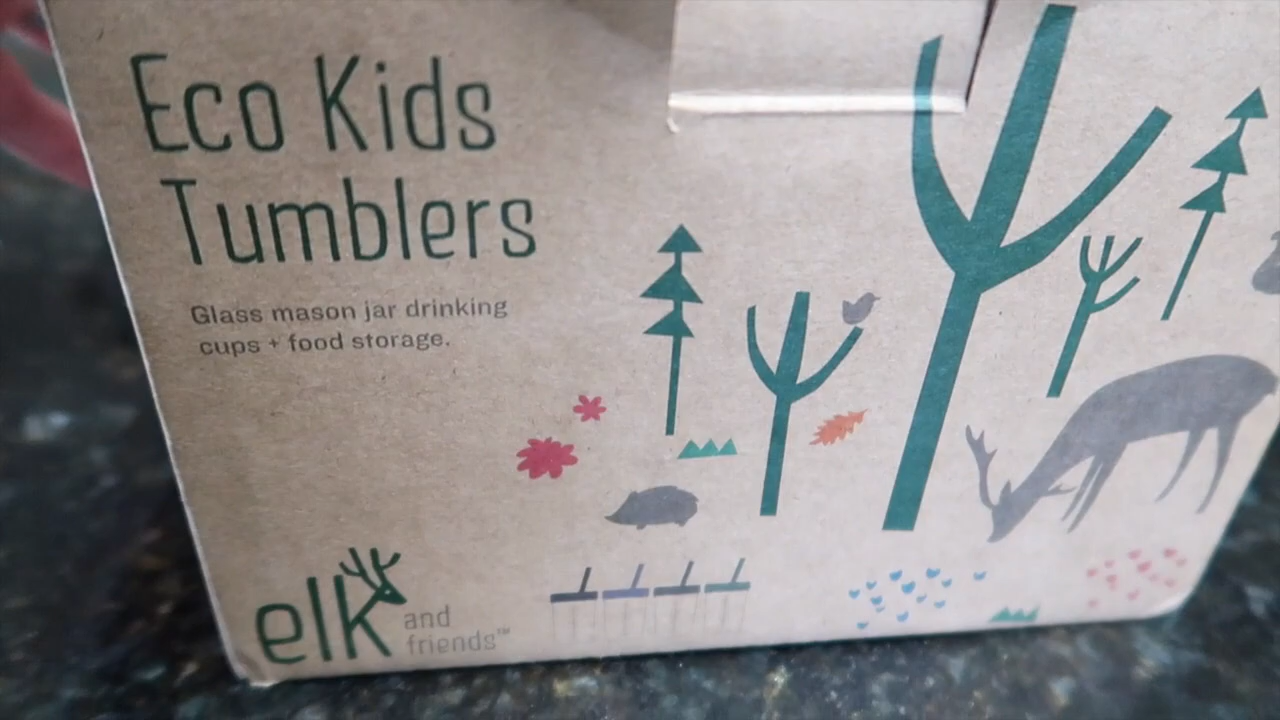 Eco Kids
Tumblers
Glass mason jar drinking
cups + food storage.
elk
and
friends™